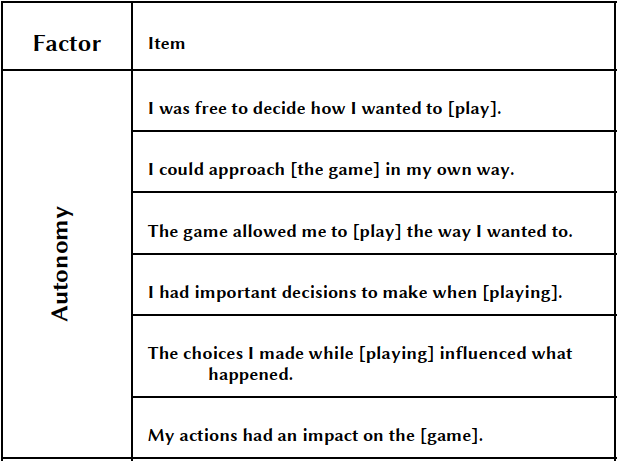 Factor
Item
Autonomy
I was free to decide how I wanted to [play].
I could approach [the game] in my own way.
The game allowed me to [play] the way I wanted to.
I had important decisions to make when [playing].
The choices I made while [playing] influenced what
happened.
My actions had an impact on the [game].